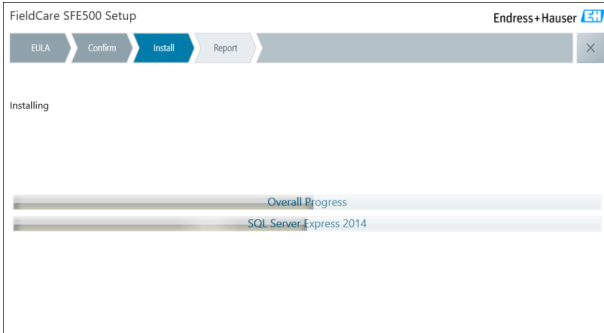 FieldCare SFE500 Setup
Endress+Hauser EH
EULA Confirm Install Report
Installing
Overall Progress
SQL Server Express 2014